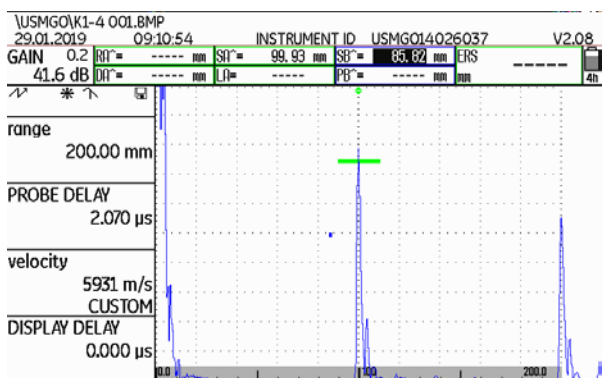 \USMGO\K1-4 001.BMP
29.01.2019 09:10:54 INSTRUMENT ID USMGO14026037 V2.08
GAIN 0.2 RA^= ----- mm SA^= 99.93 mm SB^= 85.82 mm ERS -----
41.6 dB DA^= ----- mm LA= ----- mm PB^= ----- mm mm 4h
range
200.00 mm
PROBE DELAY
2.070 µs
velocity
5931 m/s
CUSTOM
DISPLAY DELAY
0.000 µs
0.0 100 200.0